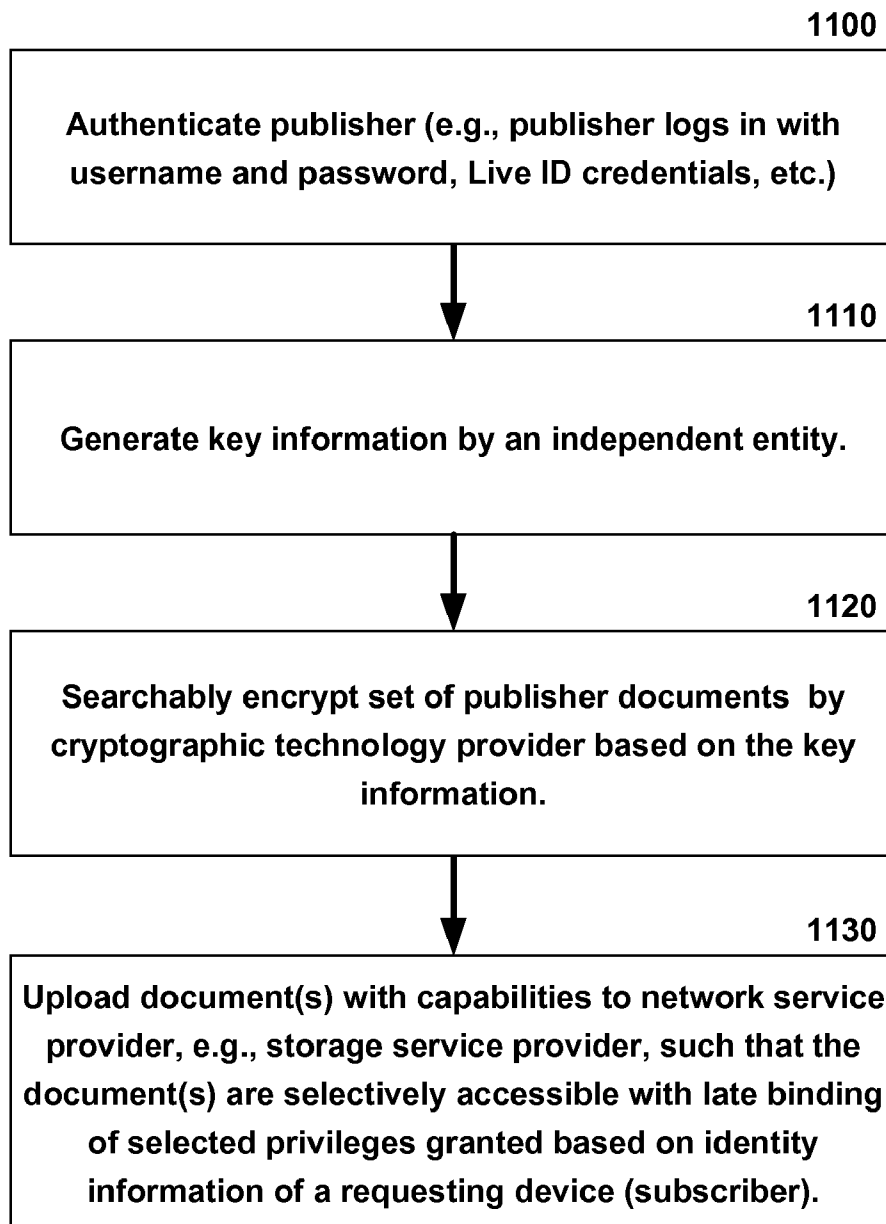 1100
Authenticate publisher (e.g., publisher logs in with
username and password, Live ID credentials, etc.)
1110
Generate key information by an independent entity.
1120
Searchably encrypt set of publisher documents by
cryptographic technology provider based on the key
information.
1130
Upload document(s) with capabilities to network service
provider, e.g., storage service provider, such that the
document(s) are selectively accessible with late binding
of selected privileges granted based on identity
information of a requesting device (subscriber).